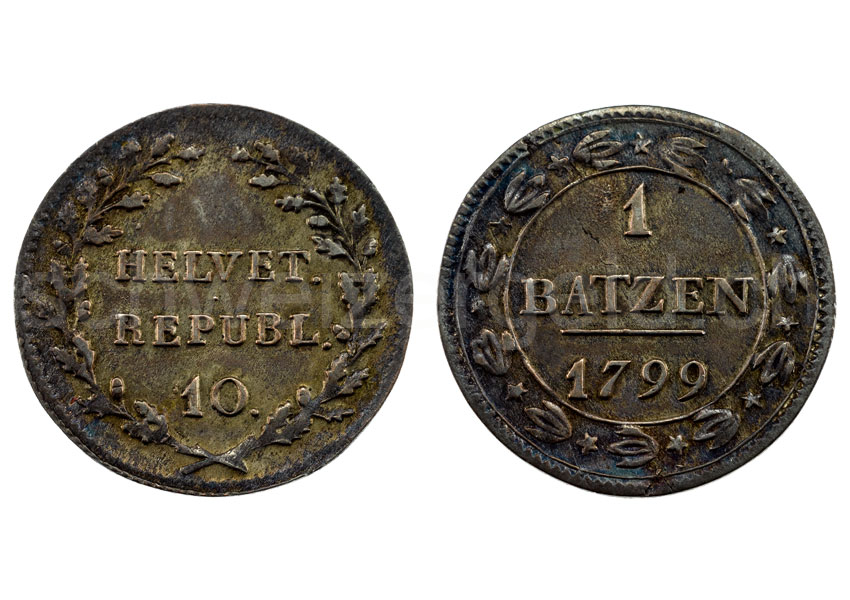 HELVET.
REPUBL.
10.
1
BATZEN
1799